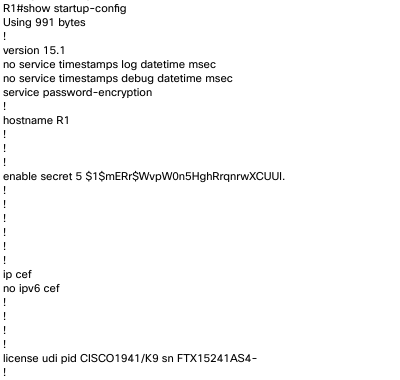 R1#show startup-config
Using 991 bytes
!
version 15.1
no service timestamps log datetime msec
no service timestamps debug datetime msec
service password-encryption
!
hostname R1
!
!
!
enable secret 5 $1$mERr$WvpW0n5HghRrqnrwXCUUl.
!
!
!
!
!
!
ip cef
no ipv6 cef
!
!
!
!
license udi pid CISCO1941/K9 sn FTX15241AS4-
!